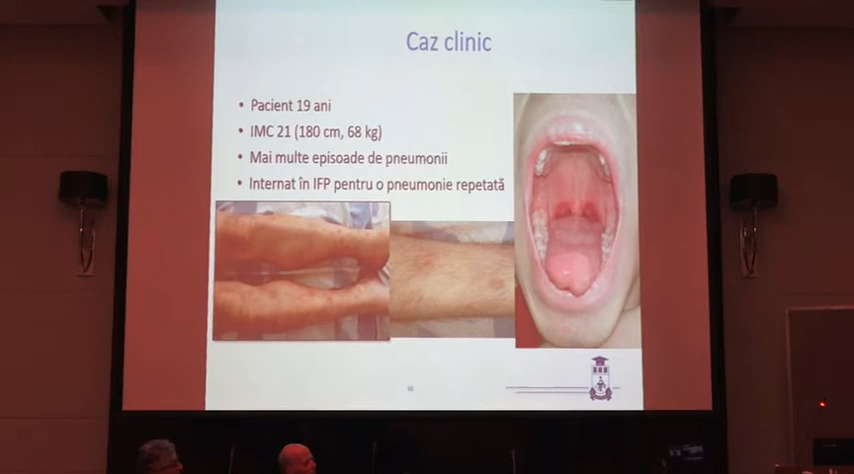 Caz clinic
• Pacient 19 ani
• IMC 21 (180 cm, 68 kg)
• Mai multe episoade de pneumonii
• Internat în IFP pentru o pneumonie repetată